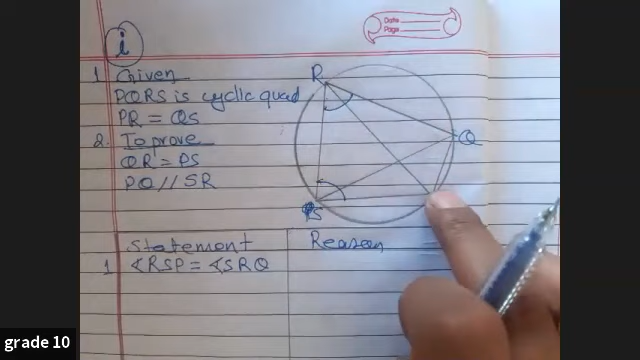 Date
Page
i
1 Given
PQRS is cyclic quad
PR = QS
2. To prove
QR = PS
PQ // SR
R
Q
S
Statement Reason
1 ∢RSP = ∢SRQ
grade 10